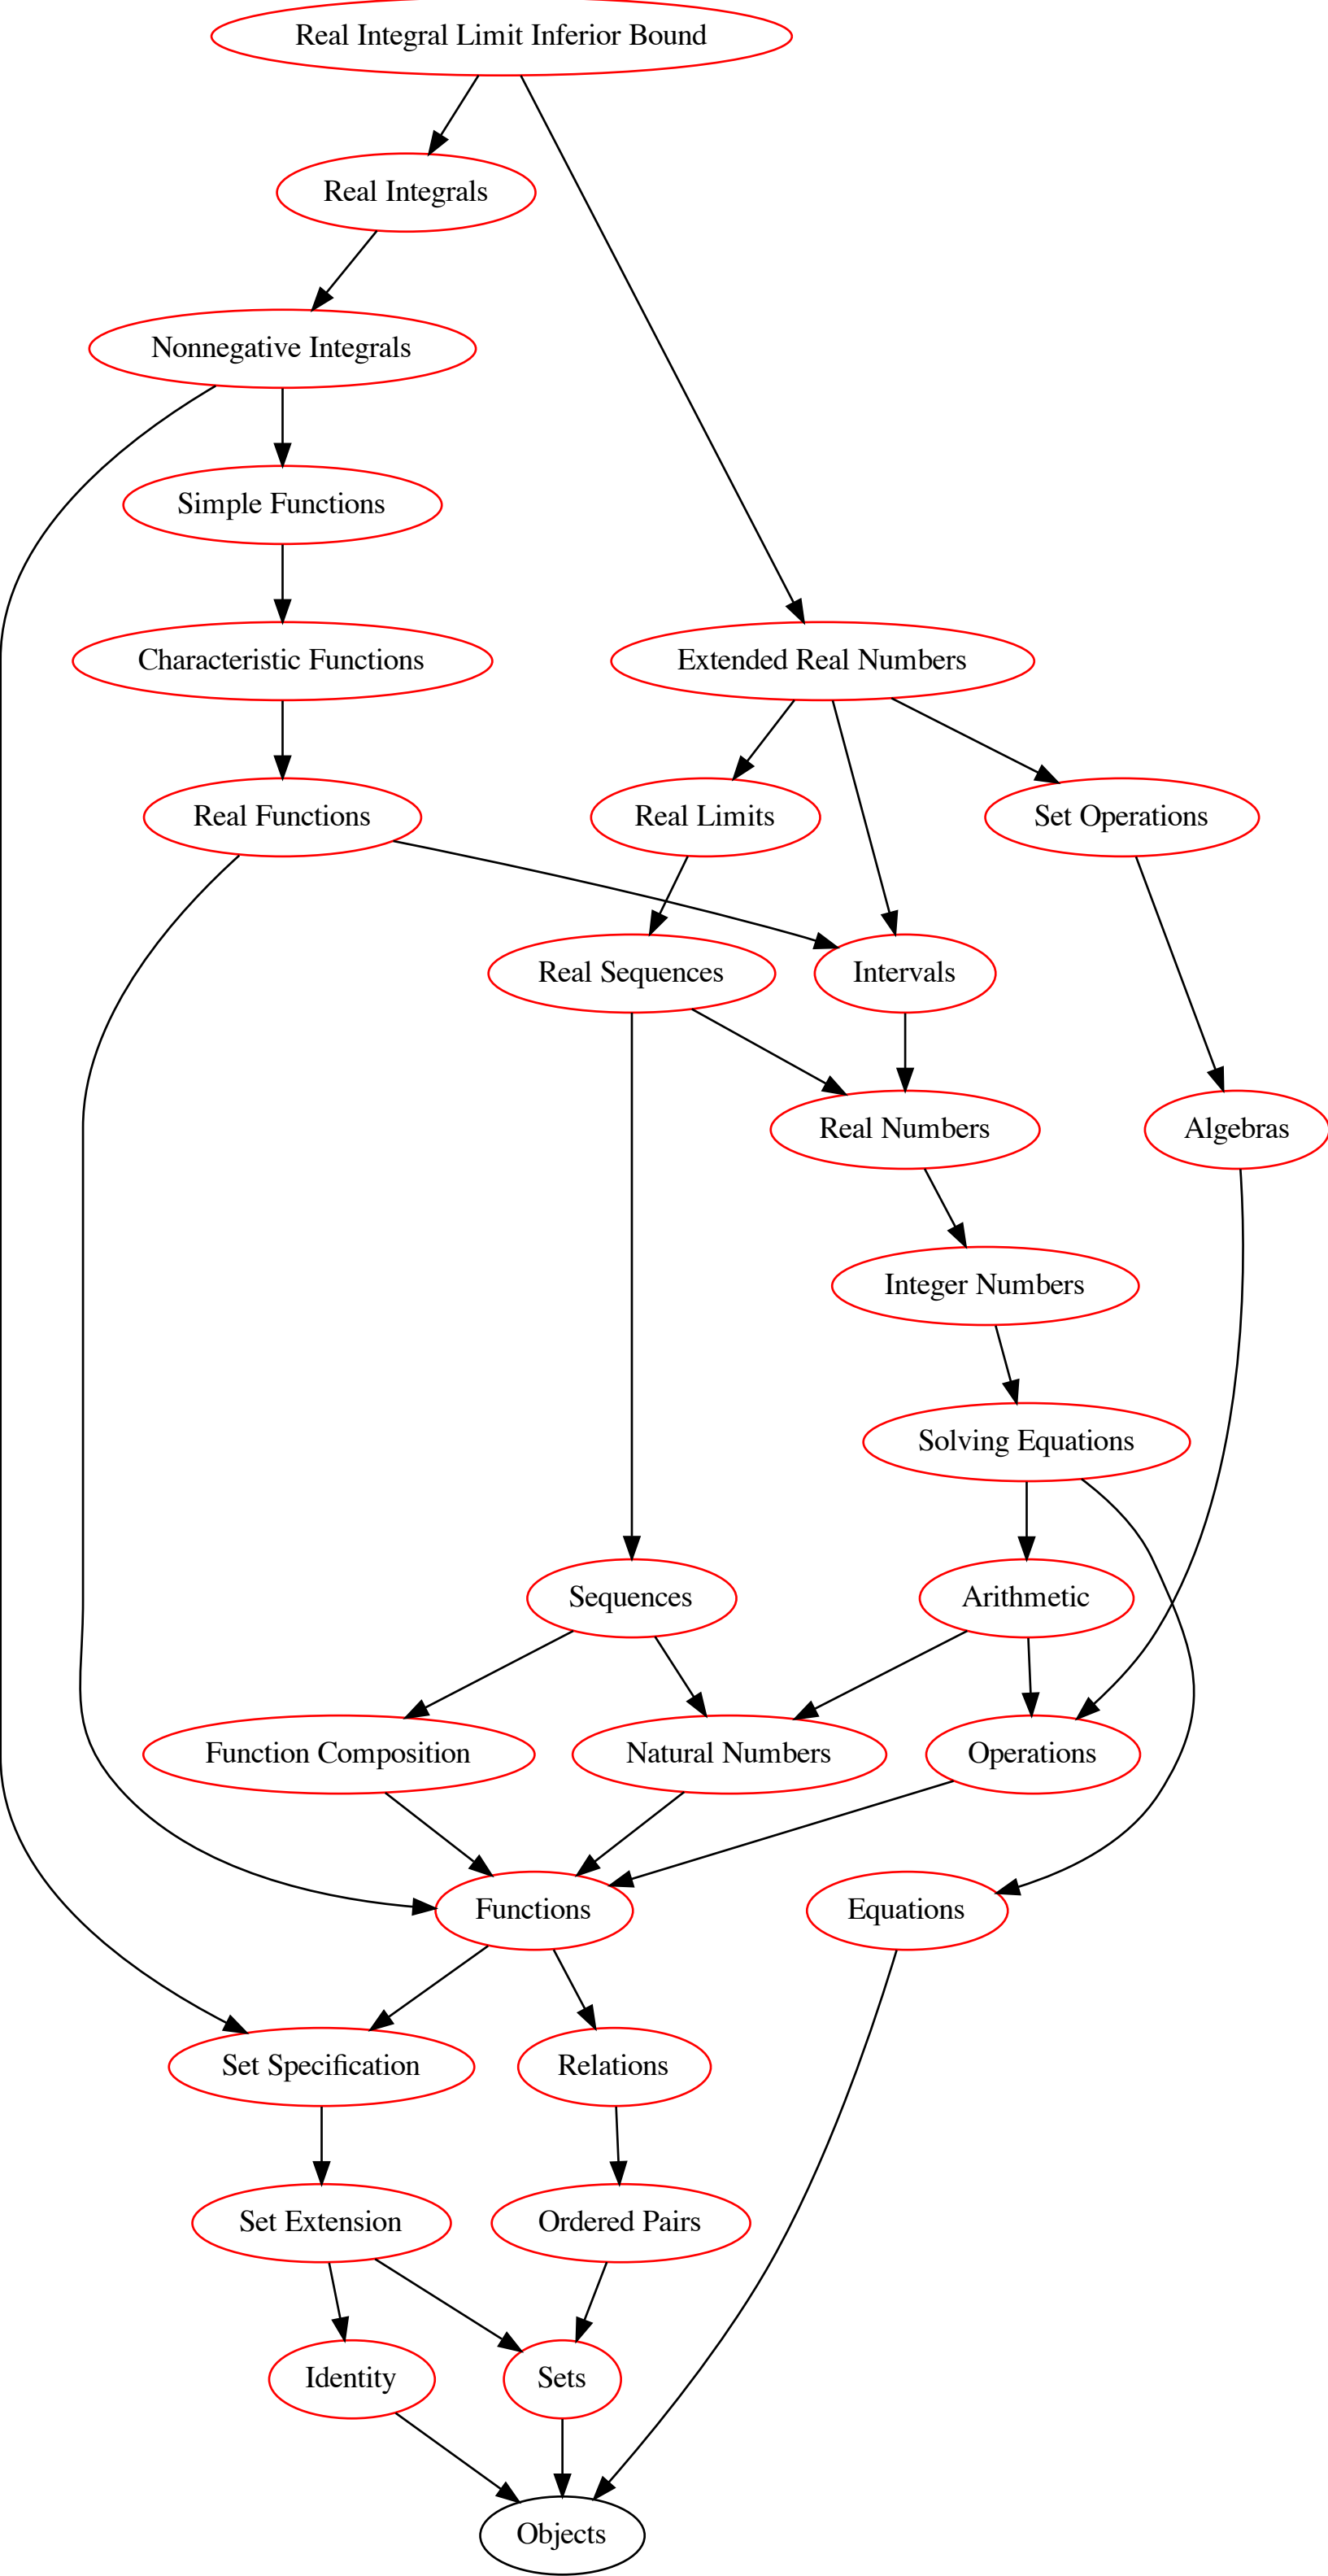 Real Integral Limit Inferior Bound
Real Integrals
Nonnegative Integrals
Simple Functions
Characteristic Functions
Extended Real Numbers
Real Functions
Real Limits
Set Operations
Real Sequences
Intervals
Real Numbers
Algebras
Integer Numbers
Solving Equations
Sequences
Arithmetic
Function Composition
Natural Numbers
Operations
Functions
Equations
Set Specification
Relations
Set Extension
Ordered Pairs
Identity
Sets
Objects